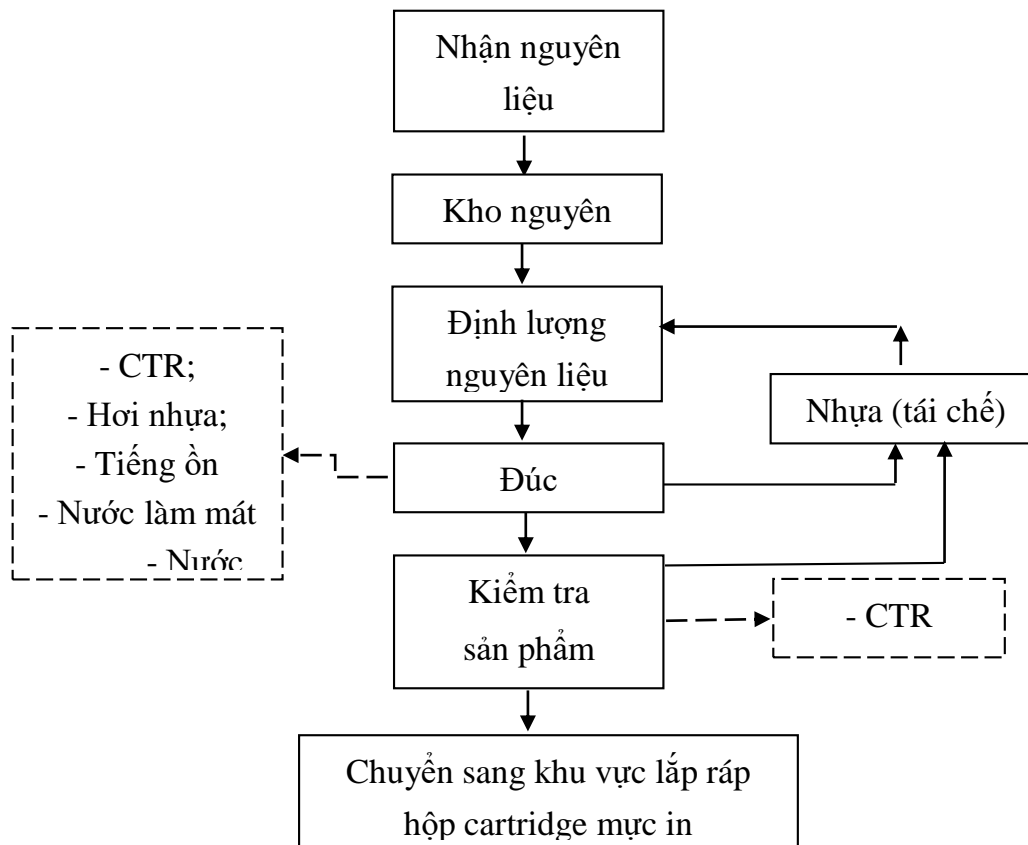 Nhận nguyên
liệu
Kho nguyên
Định lượng
nguyên liệu
- CTR;
- Hơi nhựa;
- Tiếng ồn
- Nước làm mát
- Nước
Nhựa (tái chế)
Đúc
Kiểm tra
sản phẩm
- CTR
Chuyển sang khu vực lắp ráp
hộp cartridge mực in